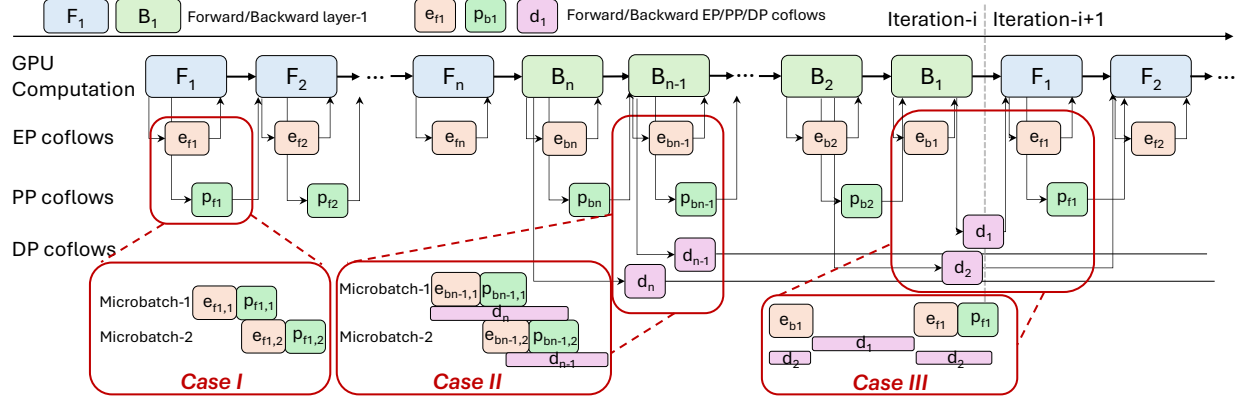 F1 B1 Forward/Backward layer-1 ef1 pb1 d1 Forward/Backward EP/PP/DP coflows Iteration-i Iteration-i+1
GPU
Computation
F1 F2 ... Fn Bn Bn-1 ... B2 B1 F1 F2 ...
EP coflows ef1 ef2 efn ebn ebn-1 eb2 eb1 ef1 ef2
PP coflows pf1 pf2 pbn pbn-1 pb2 pf1
DP coflows dn dn-1 d2 d1
Microbatch-1 ef1,1 pf1,1
Microbatch-2 ef1,2 pf1,2
Case I
Microbatch-1 ebn-1,1 pbn-1,1
dn
Microbatch-2 ebn-1,2 pbn-1,2
dn-1
Case II
eb1 ef1 pf1
d1
d2 d2
Case III